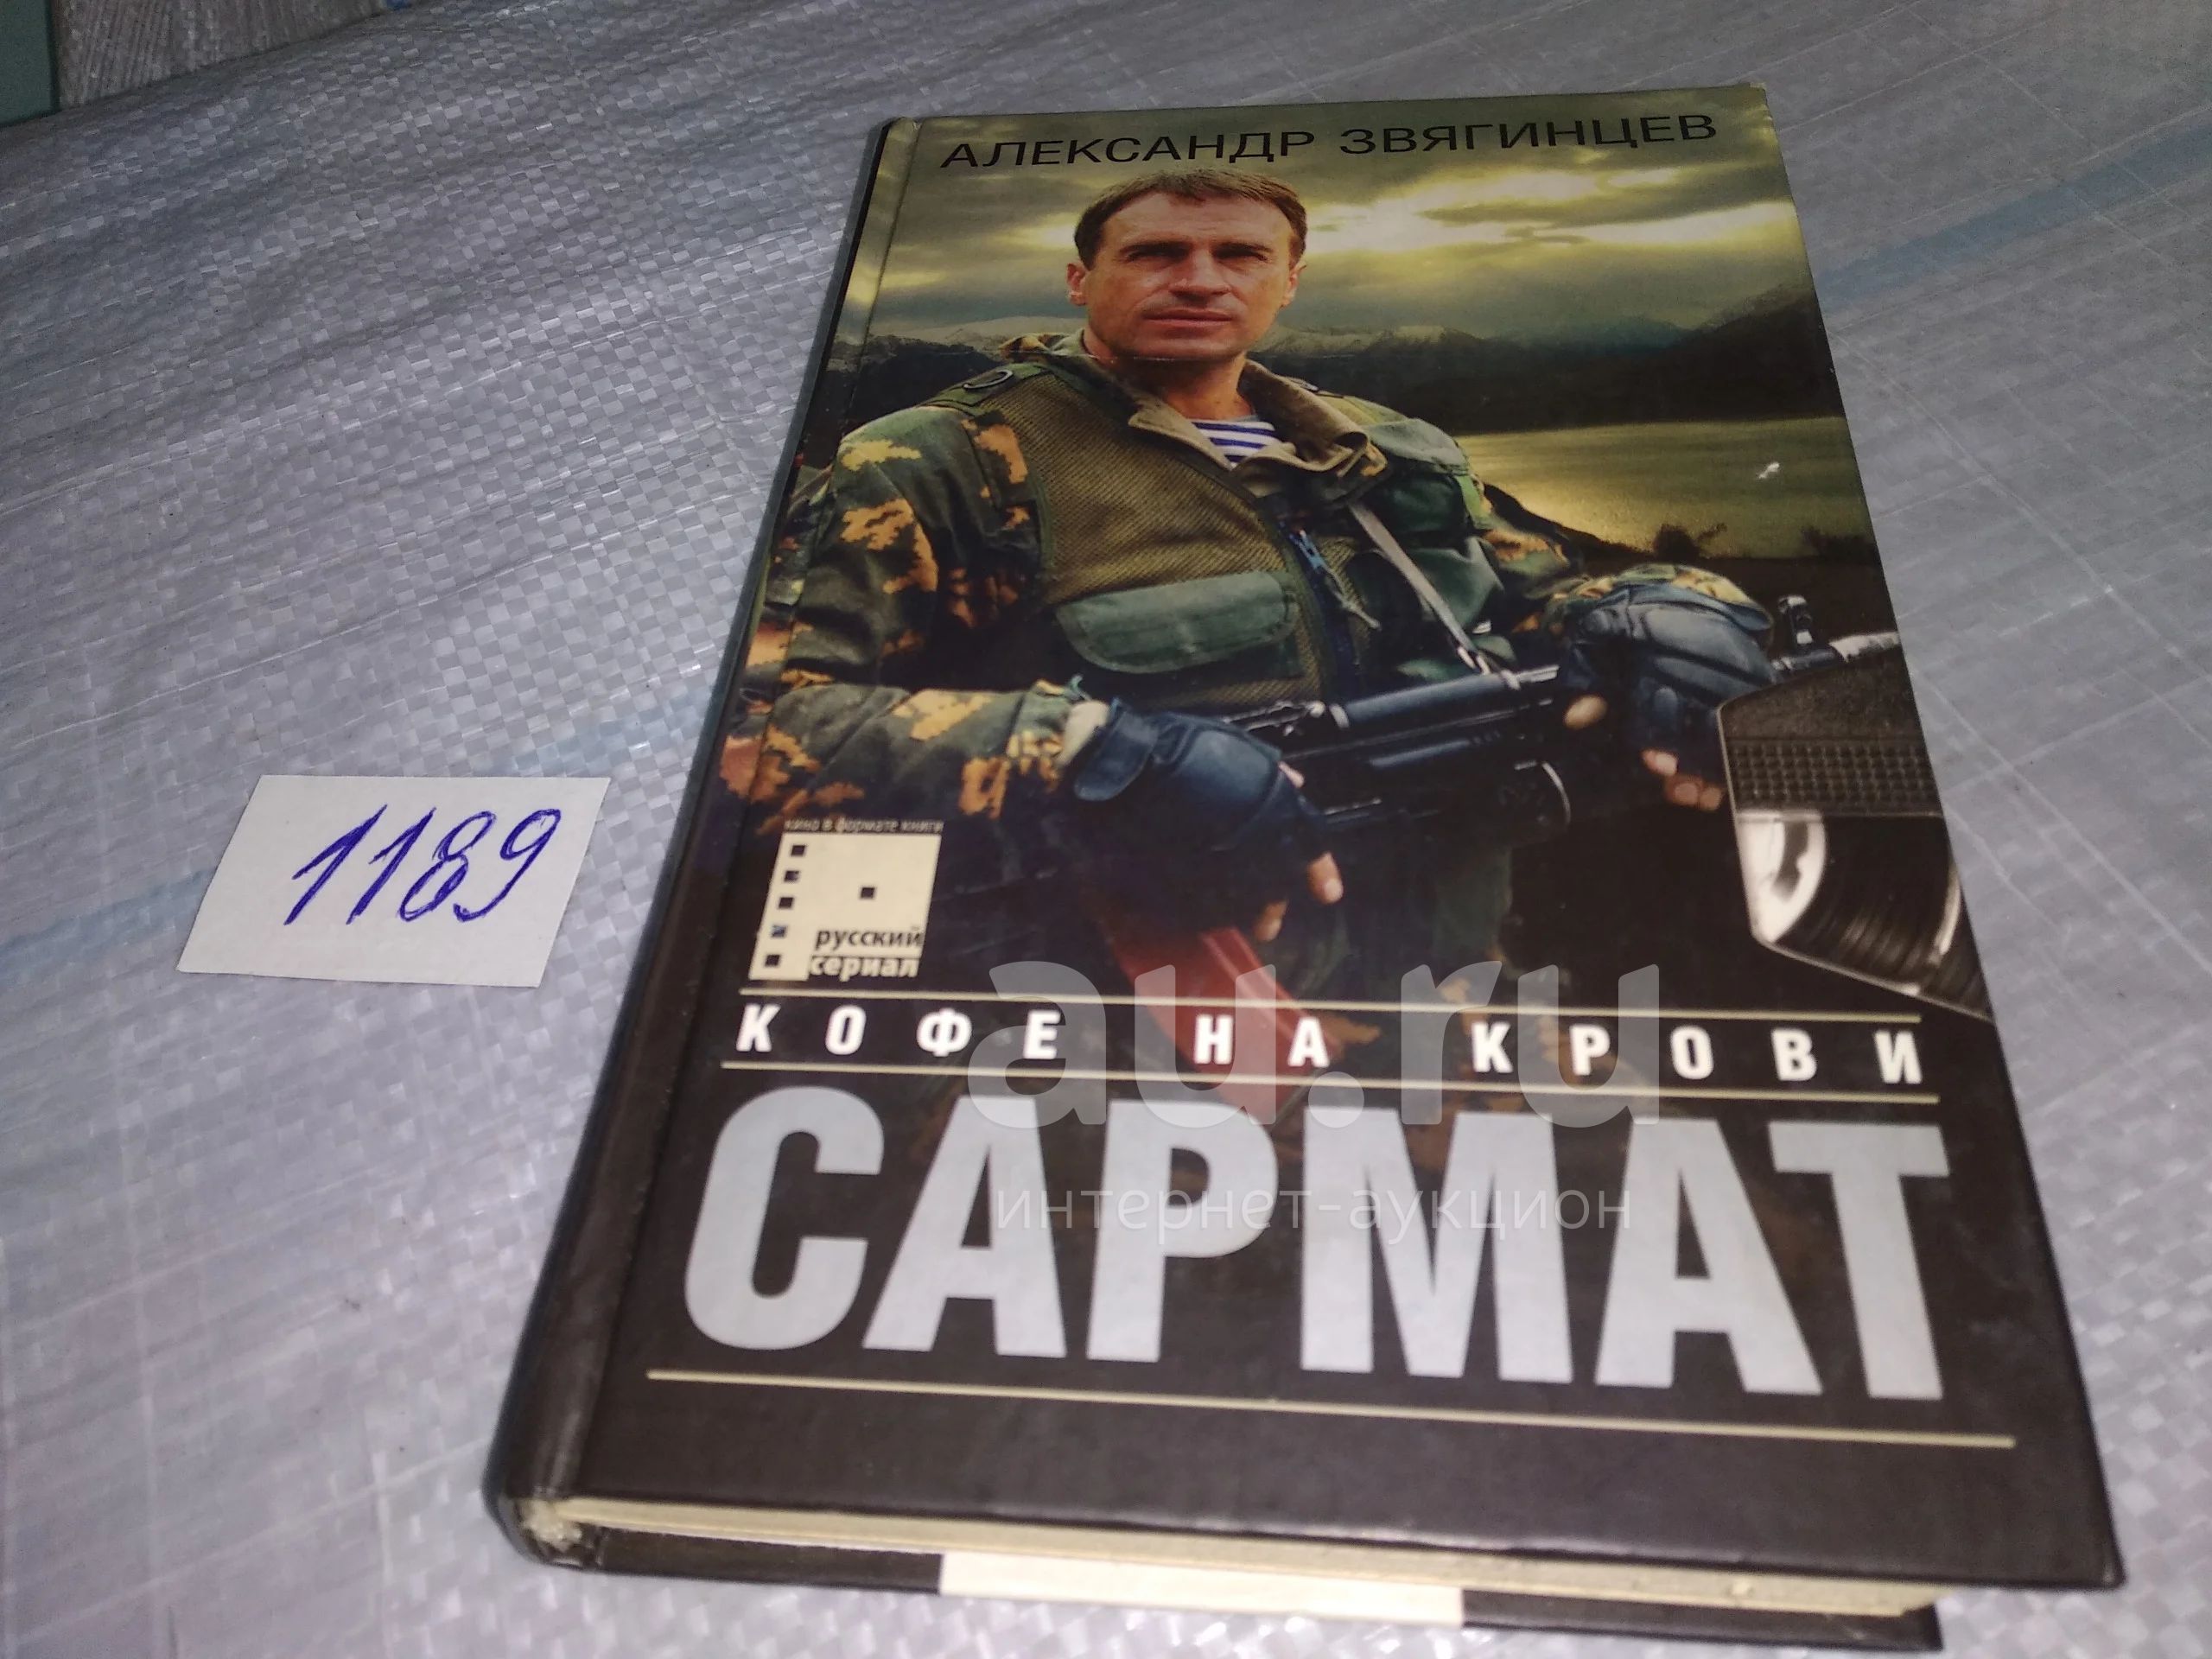 АЛЕКСАНДР ЗВЯГИНЦЕВ
1189
кино в формате книги
русский
сериал
КОФЕ НА КРОВИ
САРМАТ
au.ru
интернет-аукцион